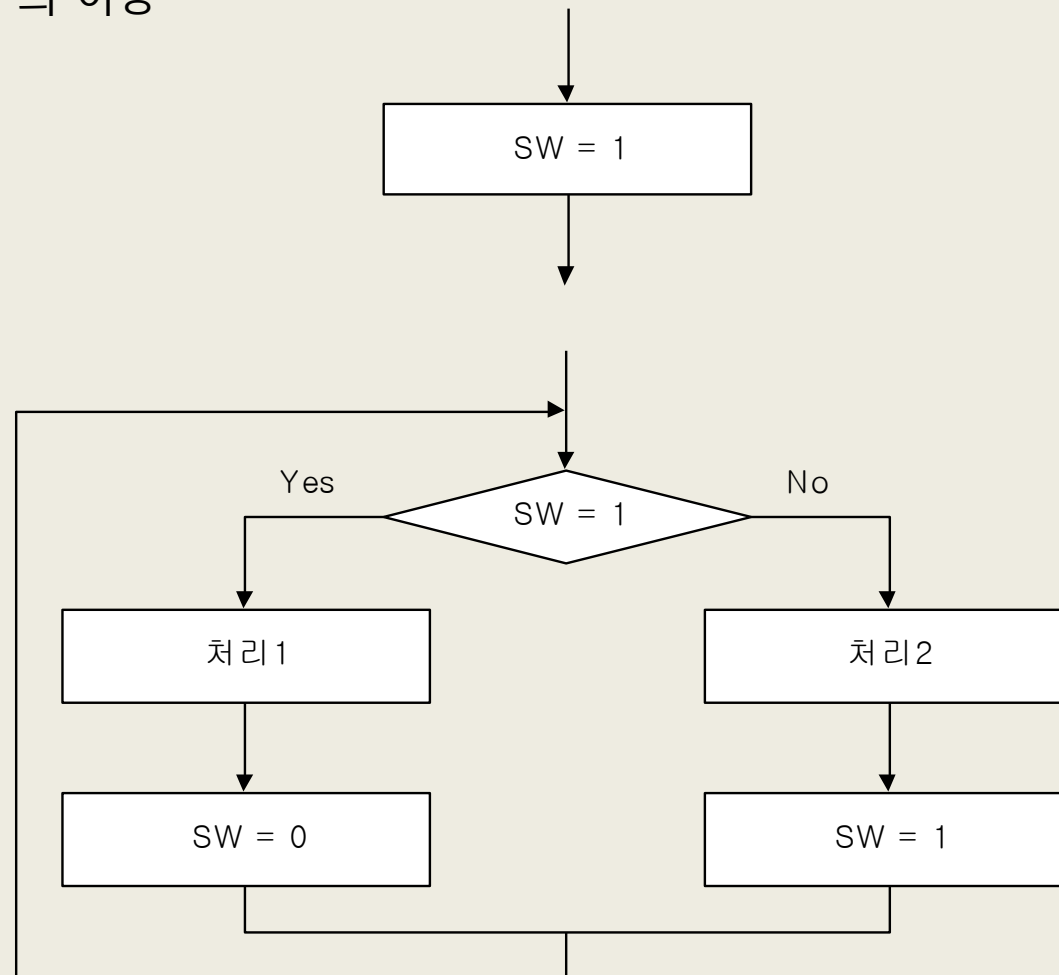 SW = 1
Yes
SW = 1
No
처리1
처리2
SW = 0
SW = 1